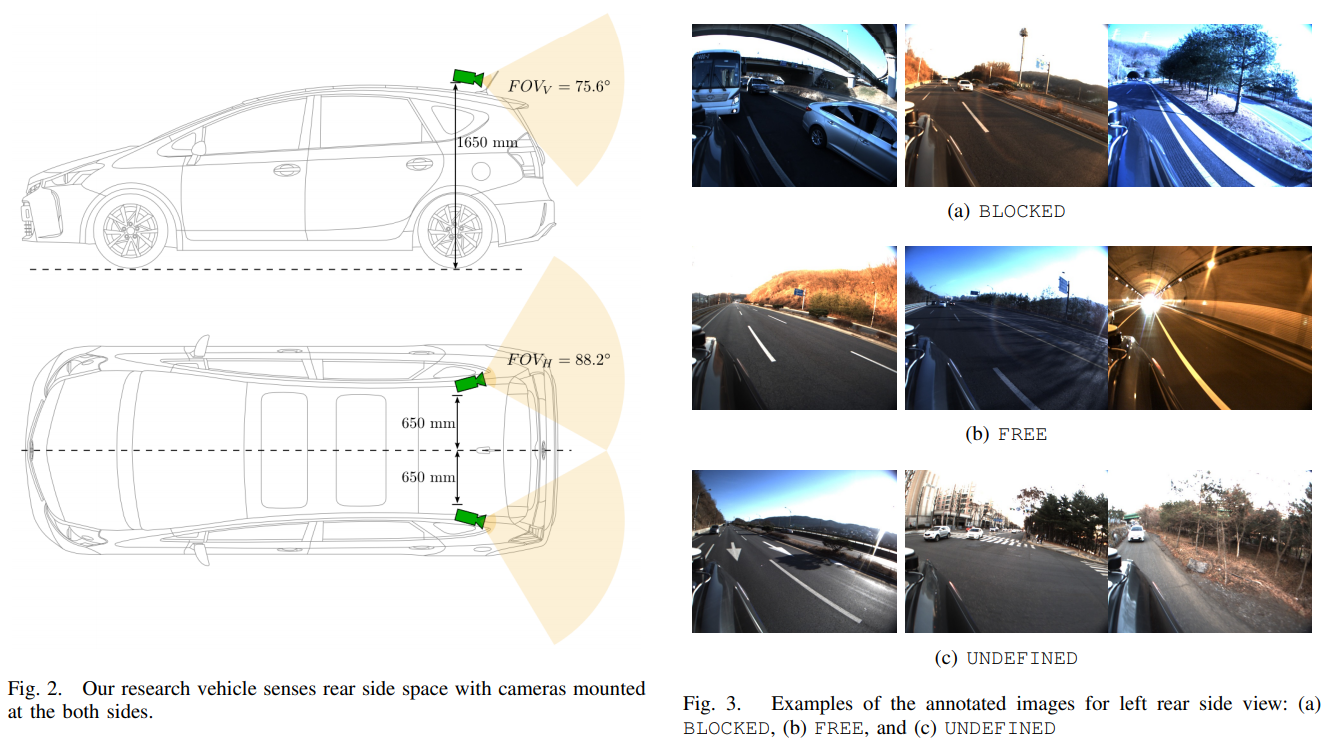 FOV_V = 75.6°
1650 mm
FOV_H = 88.2°
650 mm
650 mm
Fig. 2. Our research vehicle senses rear side space with cameras mounted
at the both sides.
(a) BLOCKED
(b) FREE
(c) UNDEFINED
Fig. 3. Examples of the annotated images for left rear side view: (a)
BLOCKED, (b) FREE, and (c) UNDEFINED